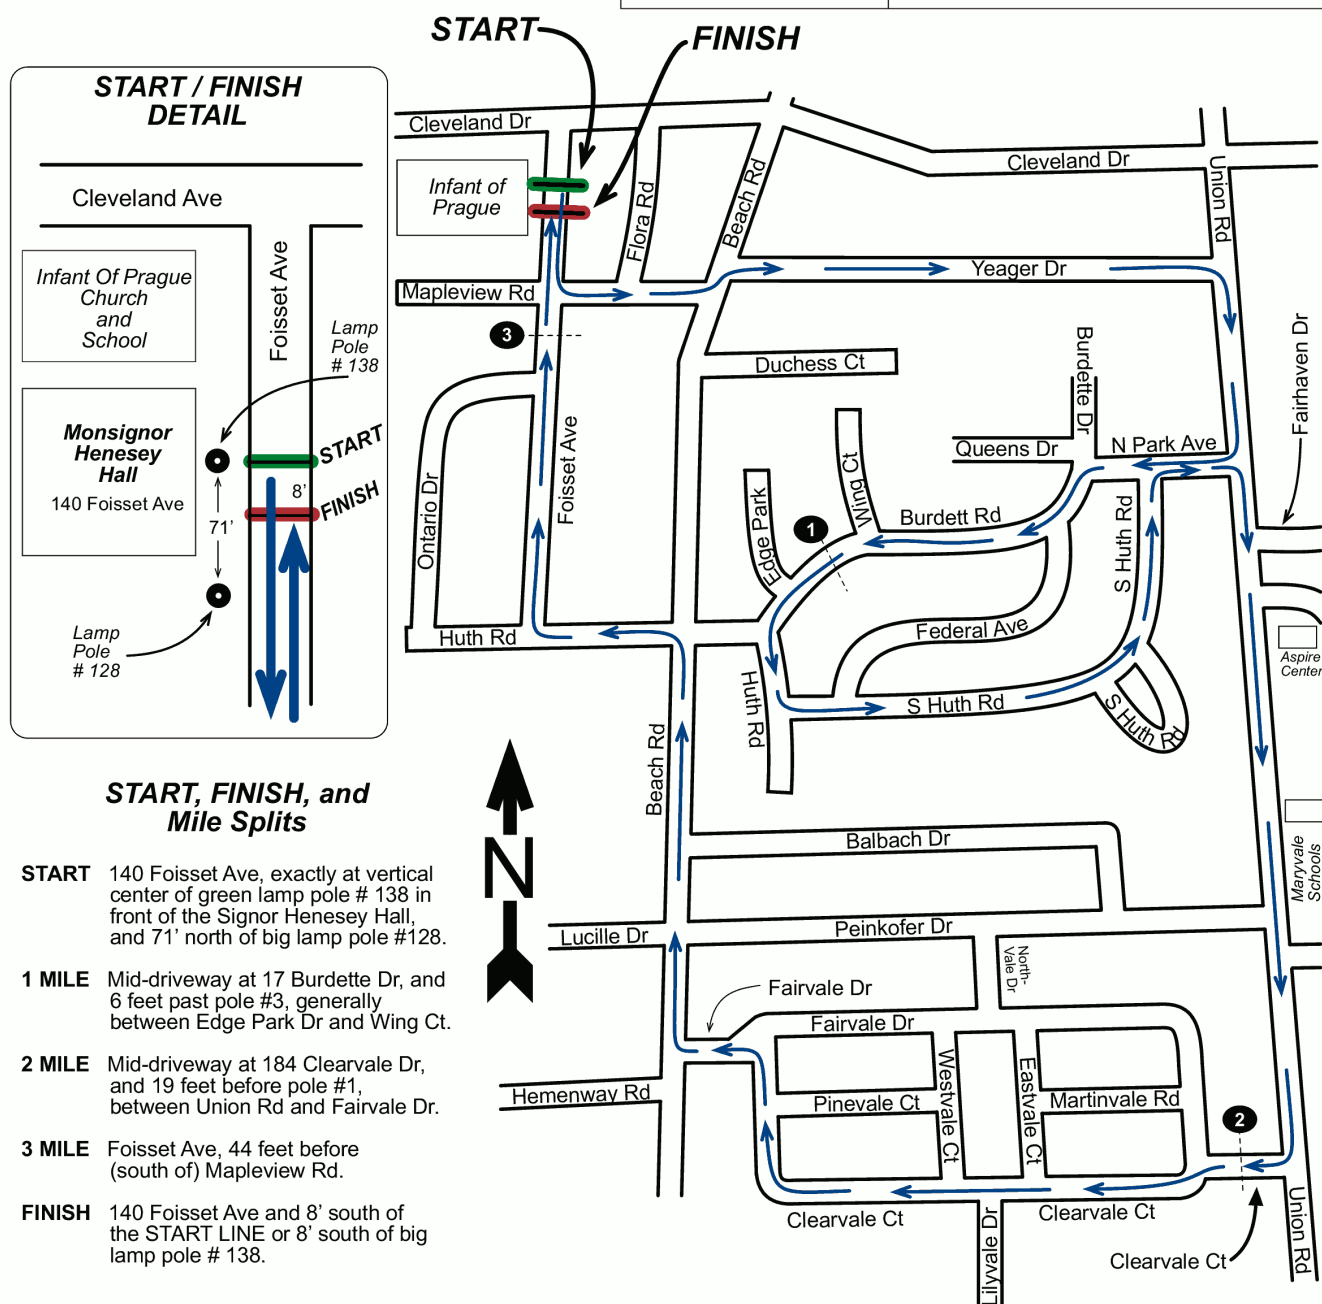 START
FINISH
START / FINISH
DETAIL
Cleveland Ave
Infant Of Prague
Church
and
School
Foisset Ave
Lamp
Pole
# 138
Monsignor
Henesey
Hall
140 Foisset Ave
START
8’
FINISH
71’
Lamp
Pole
# 128
Cleveland Dr
Cleveland Dr
Infant of
Prague
Flora Rd
Beach Rd
Union Rd
Mapleview Rd
Yeager Dr
3
Duchess Ct
Burdette Dr
Fairhaven Dr
Foisset Ave
Ontario Dr
Queens Dr
N Park Ave
Wing Ct
Edge Park
1
Burdett Rd
S Huth Rd
Federal Ave
Huth Rd
Huth Rd
S Huth Rd
S Huth Rd
Aspire
Center
Beach Rd
Balbach Dr
Maryvale
Schools
Lucille Dr
Peinkofer Dr
North-
Vale Dr
Fairvale Dr
Fairvale Dr
Hemenway Rd
Westvale Ct
Eastvale Ct
Pinevale Ct
Martinvale Rd
2
Clearvale Ct
Clearvale Ct
Lilyvale Dr
Clearvale Ct
Union Rd
N
START, FINISH, and
Mile Splits
START 140 Foisset Ave, exactly at vertical
center of green lamp pole # 138 in
front of the Signor Henesey Hall,
and 71’ north of big lamp pole #128.
1 MILE Mid-driveway at 17 Burdette Dr, and
6 feet past pole #3, generally
between Edge Park Dr and Wing Ct.
2 MILE Mid-driveway at 184 Clearvale Dr,
and 19 feet before pole #1,
between Union Rd and Fairvale Dr.
3 MILE Foisset Ave, 44 feet before
(south of) Mapleview Rd.
FINISH 140 Foisset Ave and 8’ south of
the START LINE or 8’ south of big
lamp pole # 138.